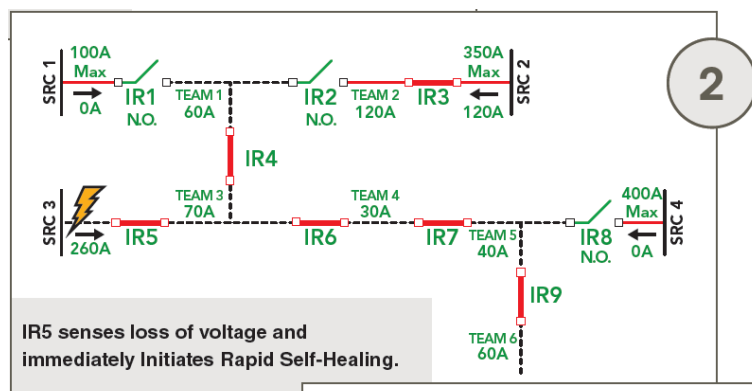 SRC 1
100A
Max
0A
IR1
N.O.
TEAM 1
60A
IR2
N.O.
TEAM 2
120A
IR3
350A
Max
120A
SRC 2
2
IR4
SRC 3
260A
IR5
TEAM 3
70A
IR6
TEAM 4
30A
IR7
TEAM 5
40A
IR8
N.O.
400A
Max
0A
SRC 4
IR9
TEAM 6
60A
IR5 senses loss of voltage and
immediately Initiates Rapid Self-Healing.